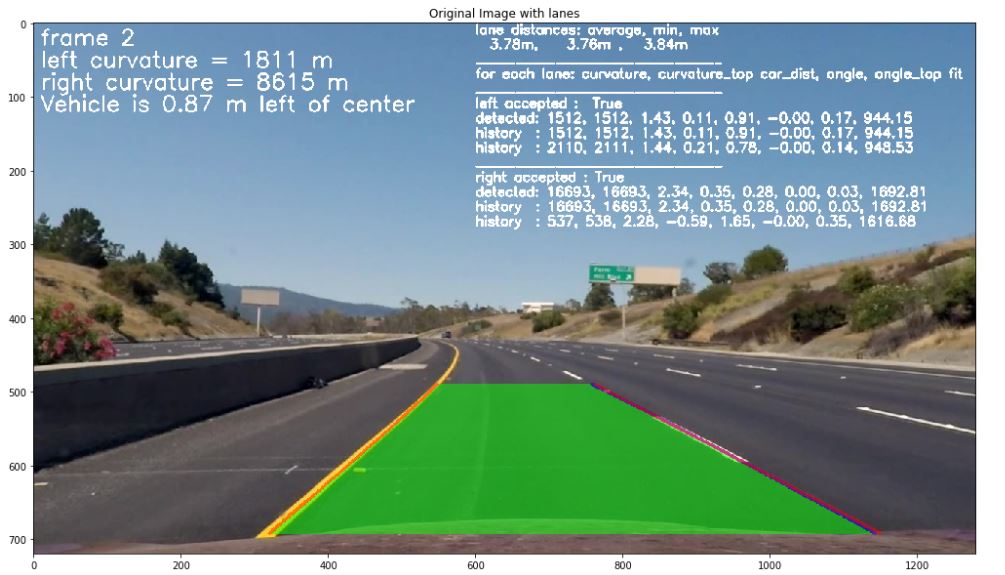 Original Image with lanes
frame 2
left curvature = 1811 m
right curvature = 8615 m
Vehicle is 0.87 m left of center
lane distances: average, min, max
3.78m, 3.76m , 3.84m
for each lane: curvature, curvature_top car_dist, angle, angle_top fit
left accepted : True
detected: 1512, 1512, 1.43, 0.11, 0.91, -0.00, 0.17, 944.15
history : 1512, 1512, 1.43, 0.11, 0.91, -0.00, 0.17, 944.15
history : 2110, 2111, 1.44, 0.21, 0.78, -0.00, 0.14, 948.53
right accepted : True
detected: 16693, 16693, 2.34, 0.35, 0.28, 0.00, 0.03, 1692.81
history : 16693, 16693, 2.34, 0.35, 0.28, 0.00, 0.03, 1692.81
history : 537, 538, 2.28, -0.59, 1.65, -0.00, 0.35, 1616.68
0
100
200
300
400
500
600
700
0 200 400 600 800 1000 1200